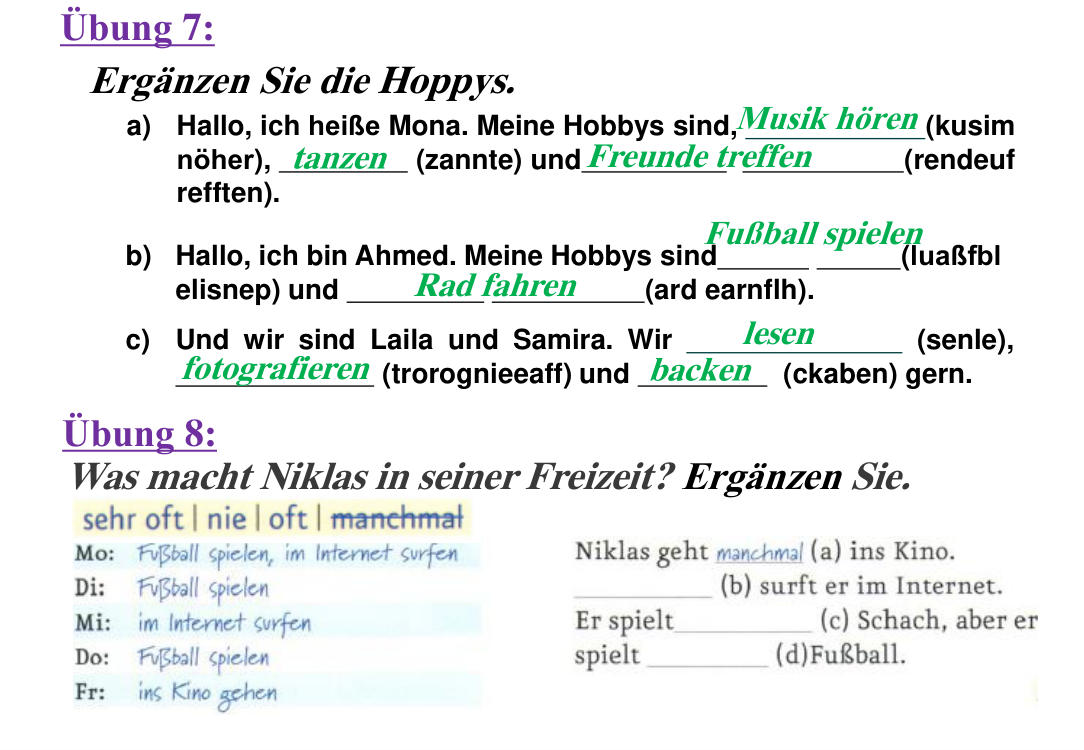 Übung 7:
Ergänzen Sie die Hoppys.
a) Hallo, ich heiße Mona. Meine Hobbys sind, Musik hören (kusim
nöher), tanzen (zannte) und Freunde treffen (rendeuf
refften).
b) Hallo, ich bin Ahmed. Meine Hobbys sind Fußball spielen (luaßfbl
elisnep) und Rad fahren (ard earnflh).
c) Und wir sind Laila und Samira. Wir lesen (senle),
fotografieren (trorognieeaff) und backen (ckaben) gern.
Übung 8:
Was macht Niklas in seiner Freizeit? Ergänzen Sie.
sehr oft | nie | oft | manchmal
Mo: Fußball spielen, im Internet surfen
Di: Fußball spielen
Mi: im Internet surfen
Do: Fußball spielen
Fr: ins Kino gehen
Niklas geht manchmal (a) ins Kino.
________ (b) surft er im Internet.
Er spielt________ (c) Schach, aber er
spielt ________ (d)Fußball.